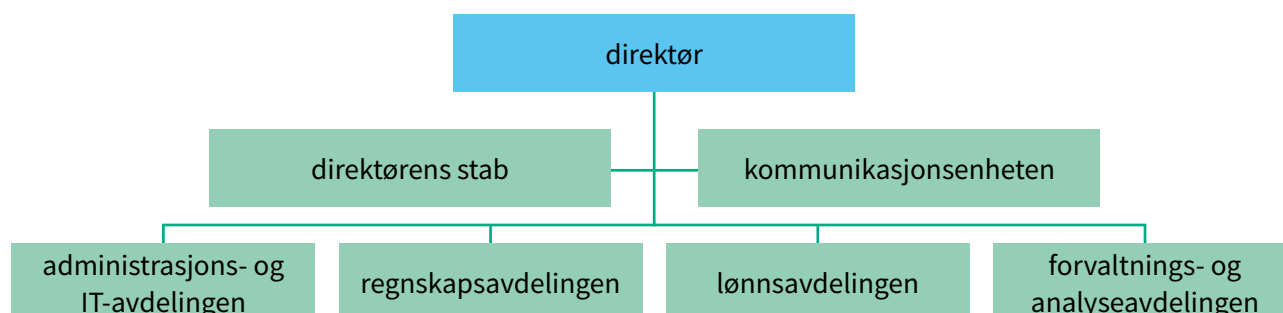 direktør
direktørens stab
kommunikasjonsenheten
administrasjons- og
IT-avdelingen
regnskapsavdelingen
lønnsavdelingen
forvaltnings- og
analyseavdelingen